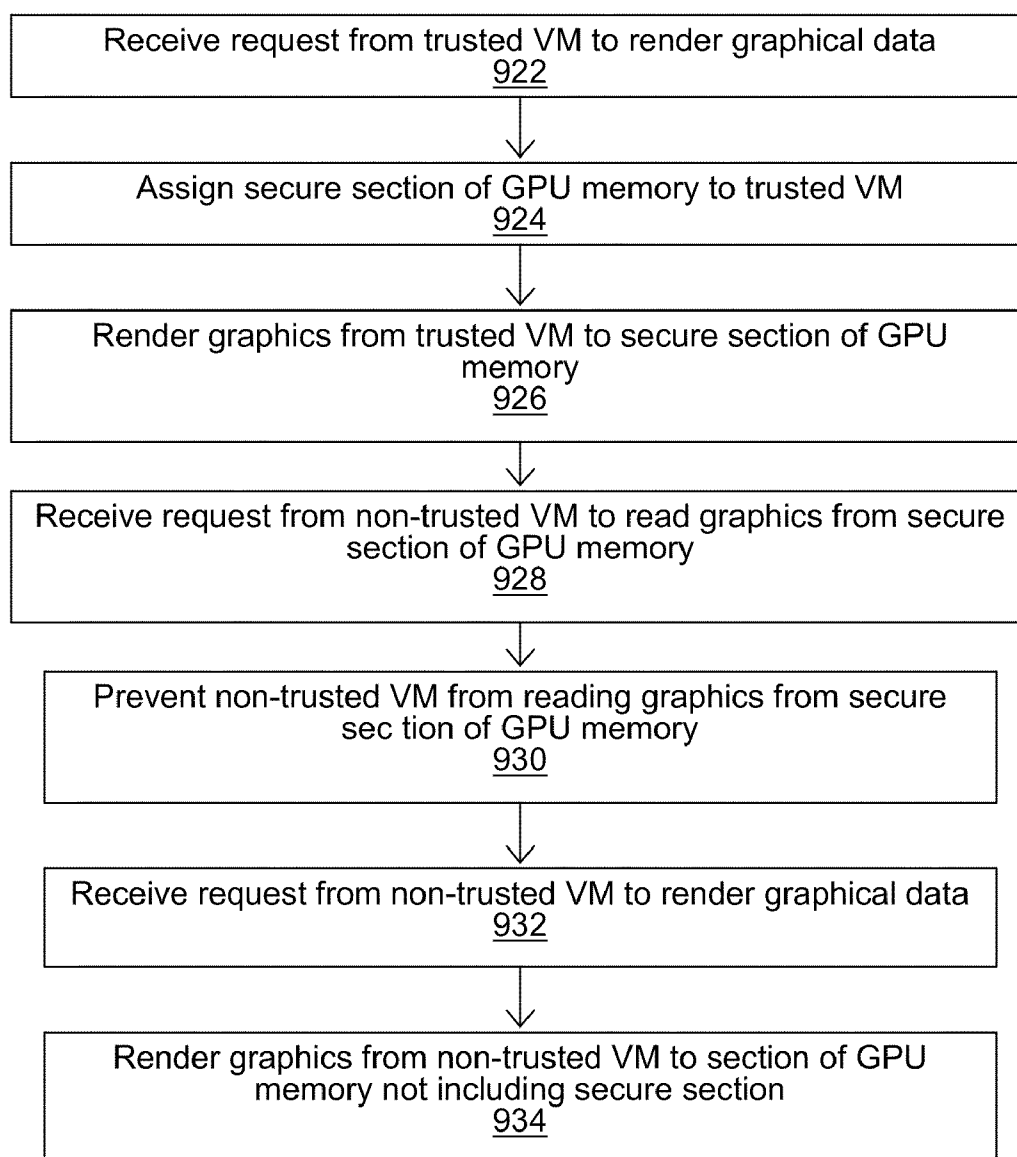 Receive request from trusted VM to render graphical data
922
Assign secure section of GPU memory to trusted VM
924
Render graphics from trusted VM to secure section of GPU
memory
926
Receive request from non-trusted VM to read graphics from secure
section of GPU memory
928
Prevent non-trusted VM from reading graphics from secure
sec tion of GPU memory
930
Receive request from non-trusted VM to render graphical data
932
Render graphics from non-trusted VM to section of GPU
memory not including secure section
934